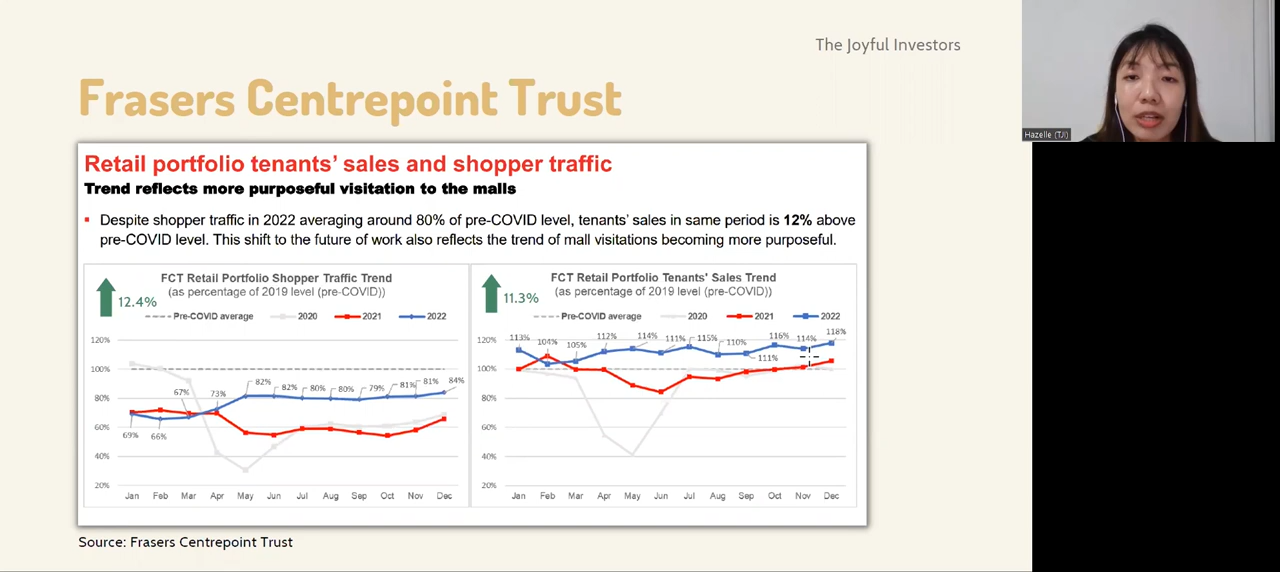 The Joyful Investors
Frasers Centrepoint Trust
Hazelle (TJI)
Retail portfolio tenants' sales and shopper traffic
Trend reflects more purposeful visitation to the malls
Despite shopper traffic in 2022 averaging around 80% of pre-COVID level, tenants' sales in same period is 12% above
pre-COVID level. This shift to the future of work also reflects the trend of mall visitations becoming more purposeful.
12.4%
FCT Retail Portfolio Shopper Traffic Trend
(as percentage of 2019 level (pre-COVID))
Pre-COVID average 2020 2021 2022
120%
100%
80%
60%
40%
20%
69% 66% 67% 73% 82% 82% 80% 80% 79% 81% 81% 84%
Jan Feb Mar Apr May Jun Jul Aug Sep Oct Nov Dec
11.3%
FCT Retail Portfolio Tenants' Sales Trend
(as percentage of 2019 level (pre-COVID))
Pre-COVID average 2020 2021 2022
120%
100%
80%
60%
40%
20%
113% 104% 105% 112% 114% 111% 115% 110% 111% 116% 114% 118%
Jan Feb Mar Apr May Jun Jul Aug Sep Oct Nov Dec
Source: Frasers Centrepoint Trust